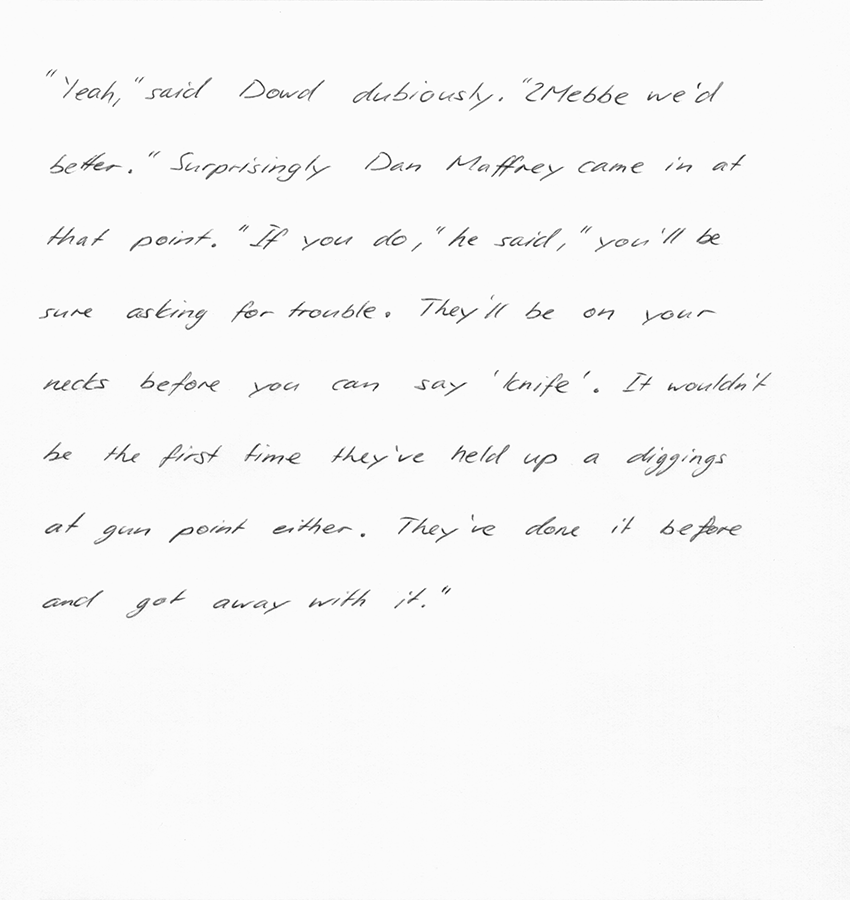 "Yeah," said Dowd dubiously. "2Mebbe we'd
better." Surprisingly Dan Maffrey came in at
that point. "If you do," he said, "you'll be
sure asking for trouble. They'll be on your
necks before you can say 'knife'. It wouldn't
be the first time they've held up a diggings
at gun point either. They've done it before
and got away with it."